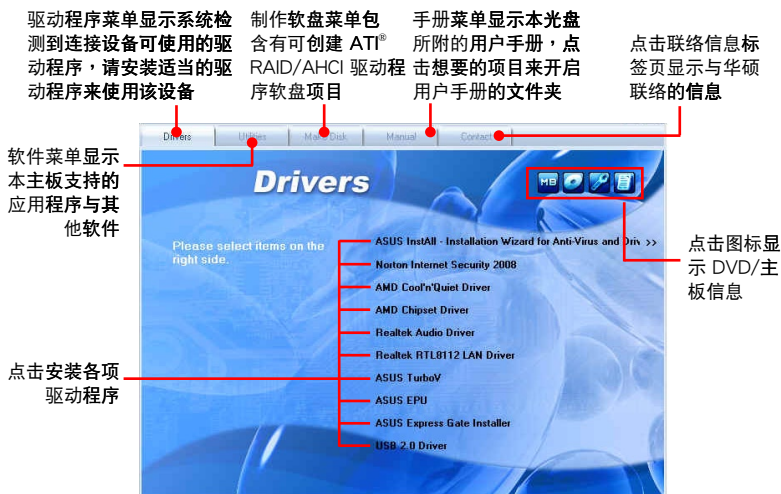 驱动程序菜单显示系统检
测到连接设备可使用的驱
动程序，请安装适当的驱
动程序来使用该设备
制作软盘菜单包
含有可创建 ATI®
RAID/AHCI 驱动程
序软盘项目
手册菜单显示本光盘
所附的用户手册，点
击想要的项目来开启
用户手册的文件夹
点击联络信息标
签页显示与华硕
联络的信息
Drivers
Utilities
Make Disk
Manual
Contact
软件菜单显示
本主板支持的
应用程序与其
他软件
Drivers
MB
Please select items on the
right side.
ASUS InstAll - Installation Wizard for Anti-Virus and Driv >>
Norton Internet Security 2008
AMD Cool'n'Quiet Driver
AMD Chipset Driver
Realtek Audio Driver
Realtek RTL8112 LAN Driver
ASUS TurboV
ASUS EPU
ASUS Express Gate Installer
USB 2.0 Driver
点击图标显
示 DVD/主
板信息
点击安装各项
驱动程序